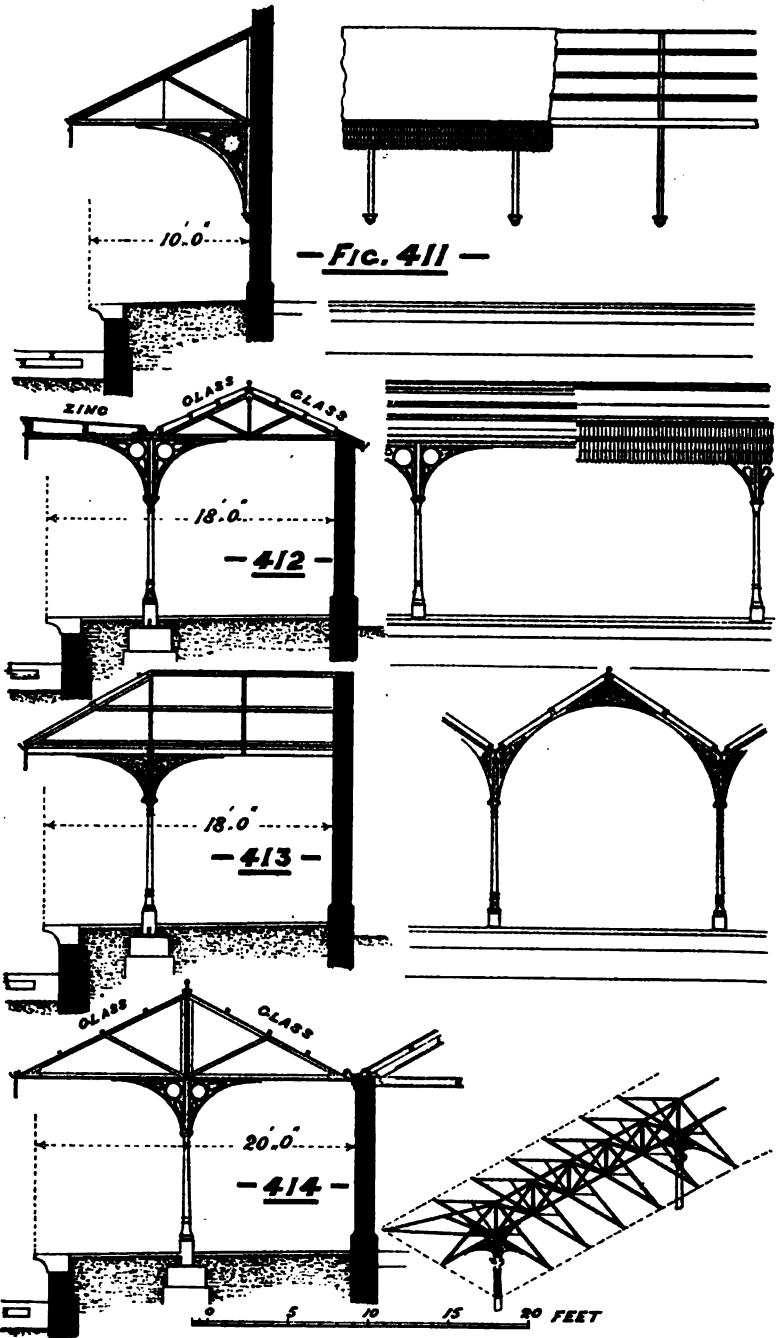 10'.0"
— FIG. 411 —
ZINC
GLASS
GLASS
18'.0"
— 412 —
18'.0"
— 413 —
GLASS
GLASS
20'.0"
— 414 —
0 5 10 15 20 FEET